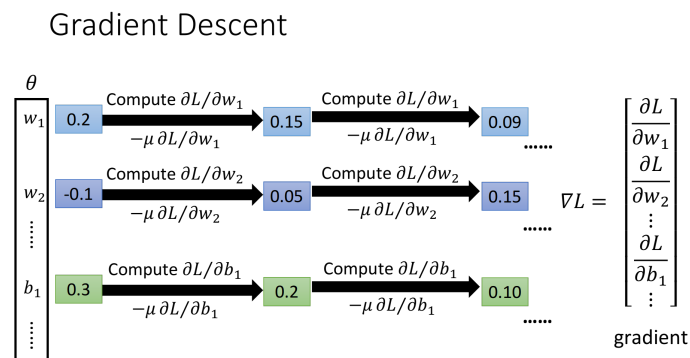 Gradient Descent
θ
w₁ 0.2 Compute ∂L/∂w₁ −μ ∂L/∂w₁ 0.15 Compute ∂L/∂w₁ −μ ∂L/∂w₁ 0.09 ......
w₂ -0.1 Compute ∂L/∂w₂ −μ ∂L/∂w₂ 0.05 Compute ∂L/∂w₂ −μ ∂L/∂w₂ 0.15 ......
......
b₁ 0.3 Compute ∂L/∂b₁ −μ ∂L/∂b₁ 0.2 Compute ∂L/∂b₁ −μ ∂L/∂b₁ 0.10 ......
......
∇L =
∂L/∂w₁
∂L/∂w₂
⋮
∂L/∂b₁
⋮
gradient